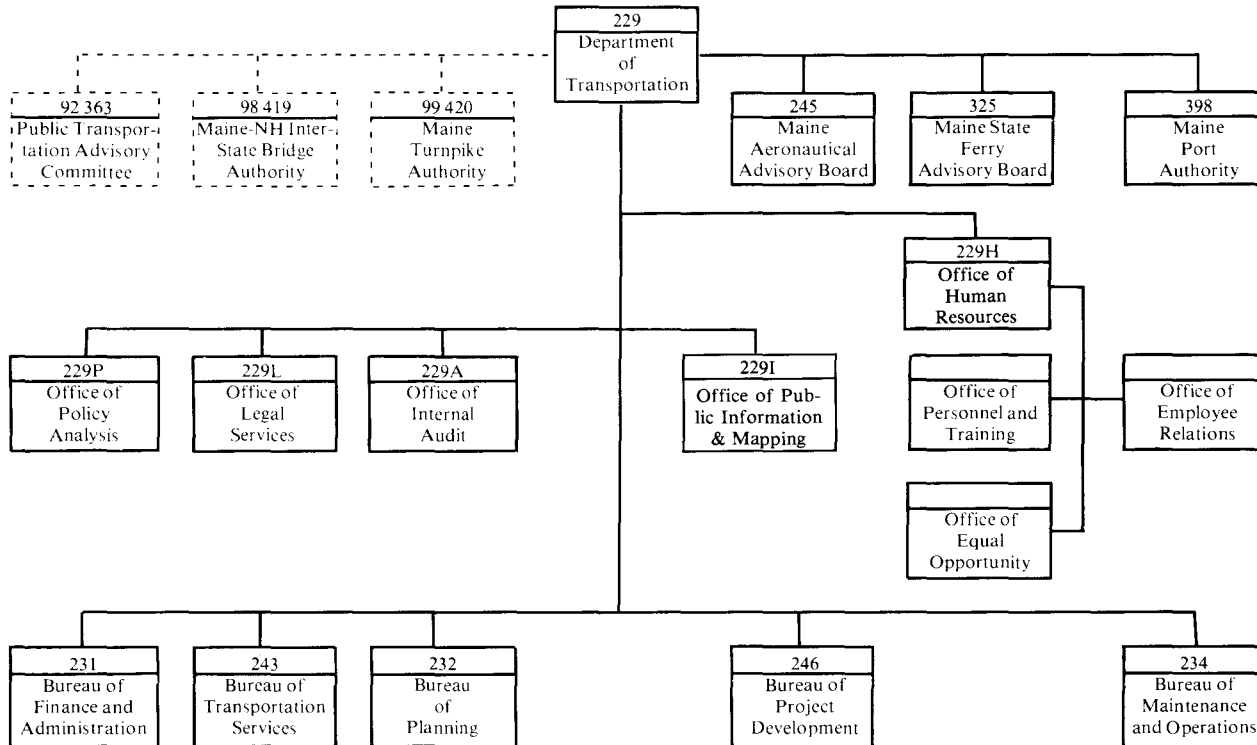 229
Department
of
Transportation
92 363
Public Transpor-
tation Advisory
Committee
98 419
Maine-NH Inter-
State Bridge
Authority
99 420
Maine
Turnpike
Authority
245
Maine
Aeronautical
Advisory Board
325
Maine State
Ferry
Advisory Board
398
Maine
Port
Authority
229H
Office of
Human
Resources
229P
Office of
Policy
Analysis
229L
Office of
Legal
Services
229A
Office of
Internal
Audit
229I
Office of Pub-
lic Information
& Mapping
Office of
Personnel and
Training
Office of
Employee
Relations
Office of
Equal
Opportunity
231
Bureau of
Finance and
Administration
243
Bureau of
Transportation
Services
232
Bureau
of
Planning
246
Bureau of
Project
Development
234
Bureau of
Maintenance
and Operations